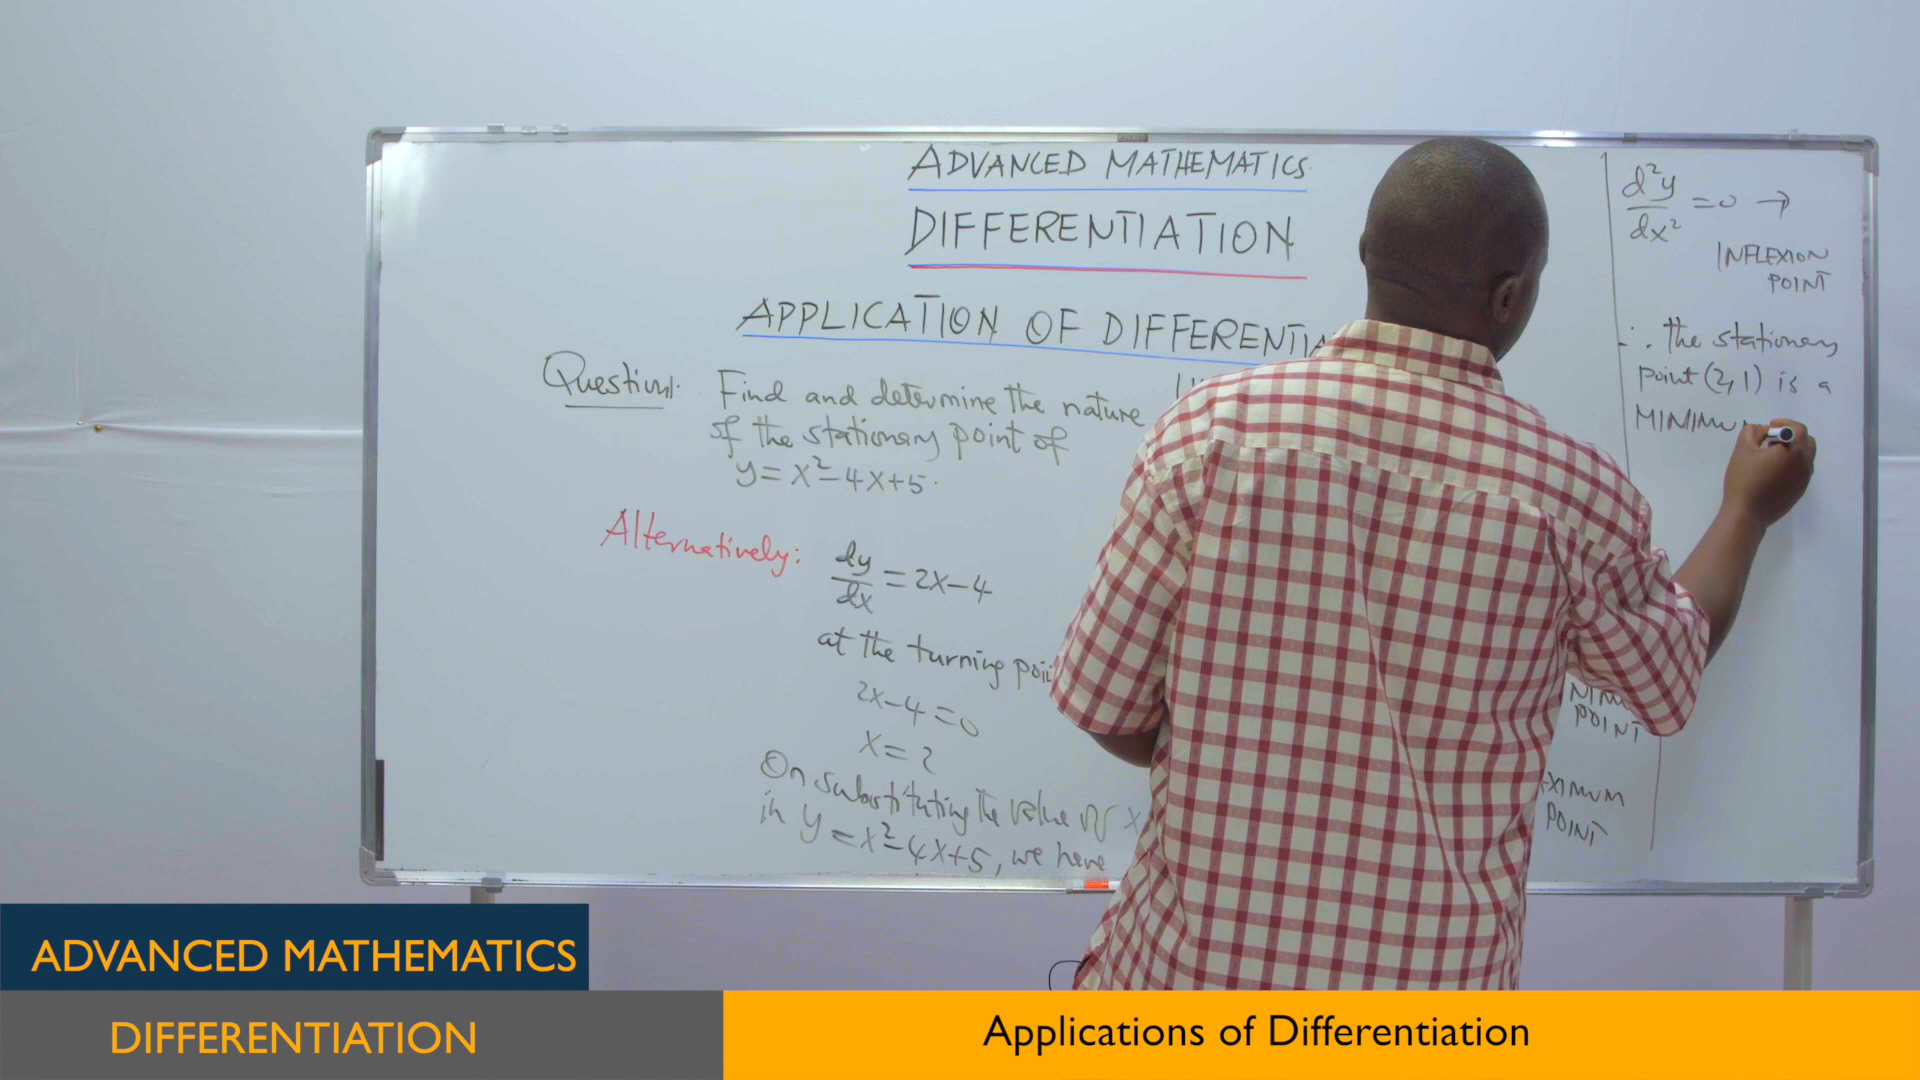 ADVANCED MATHEMATICS
DIFFERENTIATION
APPLICATION OF DIFFERENTIA
Question1. Find and determine the nature
of the stationary point of
y = x² - 4x + 5.
Alternatively: dy/dx = 2x - 4
at the turning poi
2x - 4 = 0
x = 2
On substituting the value of x
in y = x² - 4x + 5, we have
POINT
XIMUM
POINT
d²y/dx² = 0 →
INFLEXION
POINT
∴ the stationary
point (2, 1) is a
MINIMU
ADVANCED MATHEMATICS
DIFFERENTIATION
Applications of Differentiation